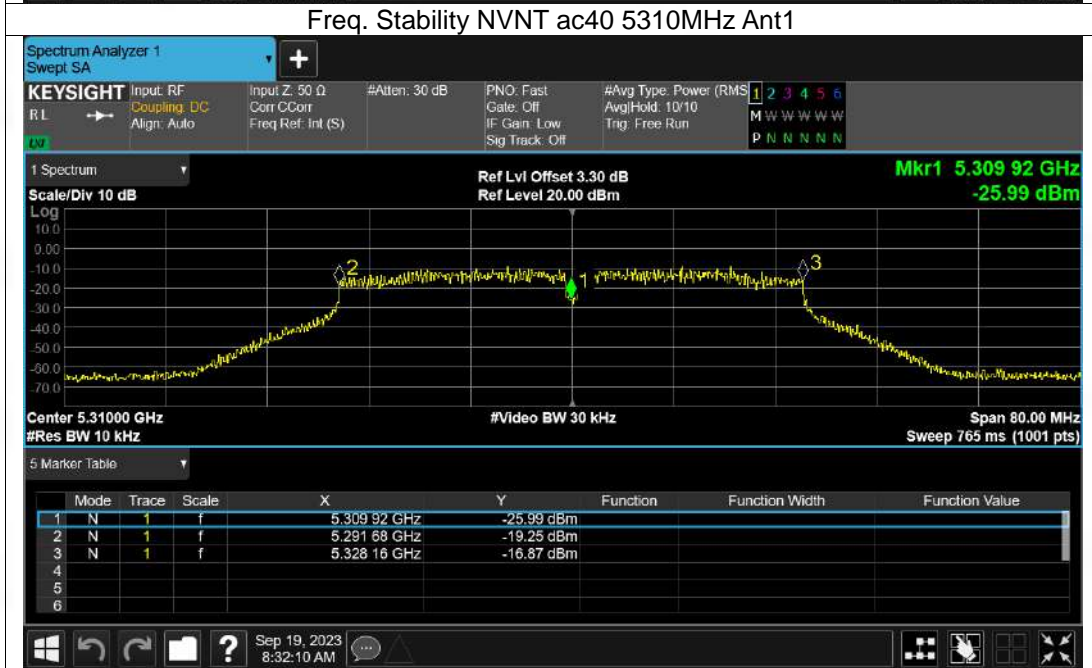 Freq. Stability NVNT ac40 5310MHz Ant1
Spectrum Analyzer 1
Swept SA
+
KEYSIGHT Input: RF Input Z: 50 Ω #Atten: 30 dB PNO: Fast #Avg Type: Power (RMS 1 2 3 4 5 6
RL Coupling: DC Corr CCorr Gate: Off Avg|Hold: 10/10 M W W W W W
Align: Auto Freq Ref: Int (S) IF Gain: Low Trig: Free Run
LXI Sig Track: Off P N N N N N
1 Spectrum Ref Lvl Offset 3.30 dB Mkr1 5.309 92 GHz
Scale/Div 10 dB Ref Level 20.00 dBm -25.99 dBm
Log
10.0
0.00
-10.0
-20.0
-30.0
-40.0
-50.0
-60.0
-70.0
2 1 3
Center 5.31000 GHz #Video BW 30 kHz Span 80.00 MHz
#Res BW 10 kHz Sweep 765 ms (1001 pts)
5 Marker Table
Mode Trace Scale X Y Function Function Width Function Value
1 N 1 f 5.309 92 GHz -25.99 dBm
2 N 1 f 5.291 68 GHz -19.25 dBm
3 N 1 f 5.328 16 GHz -16.87 dBm
4
5
6
? Sep 19, 2023
8:32:10 AM